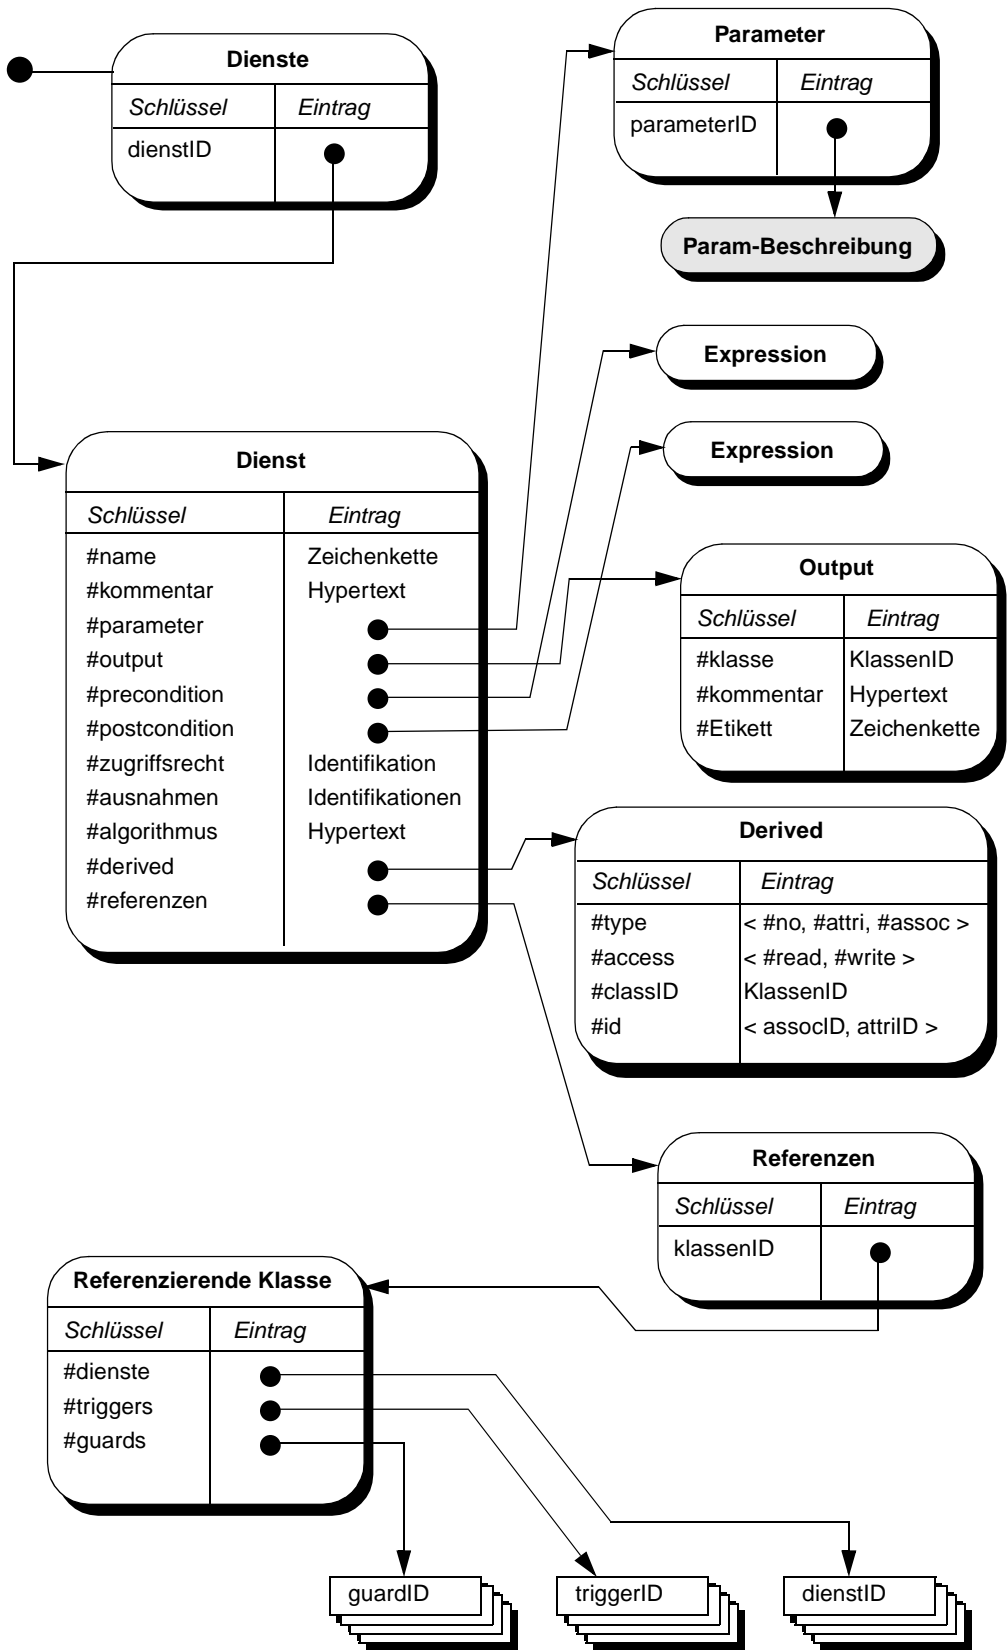 Dienste
Schlüssel Eintrag
dienstID
Parameter
Schlüssel Eintrag
parameterID
Param-Beschreibung
Expression
Expression
Dienst
Schlüssel Eintrag
#name Zeichenkette
#kommentar Hypertext
#parameter
#output
#precondition
#postcondition
#zugriffsrecht Identifikation
#ausnahmen Identifikationen
#algorithmus Hypertext
#derived
#referenzen
Output
Schlüssel Eintrag
#klasse KlassenID
#kommentar Hypertext
#Etikett Zeichenkette
Derived
Schlüssel Eintrag
#type < #no, #attri, #assoc >
#access < #read, #write >
#classID KlassenID
#id < assocID, attriID >
Referenzen
Schlüssel Eintrag
klassenID
Referenzierende Klasse
Schlüssel Eintrag
#dienste
#triggers
#guards
guardID
triggerID
dienstID